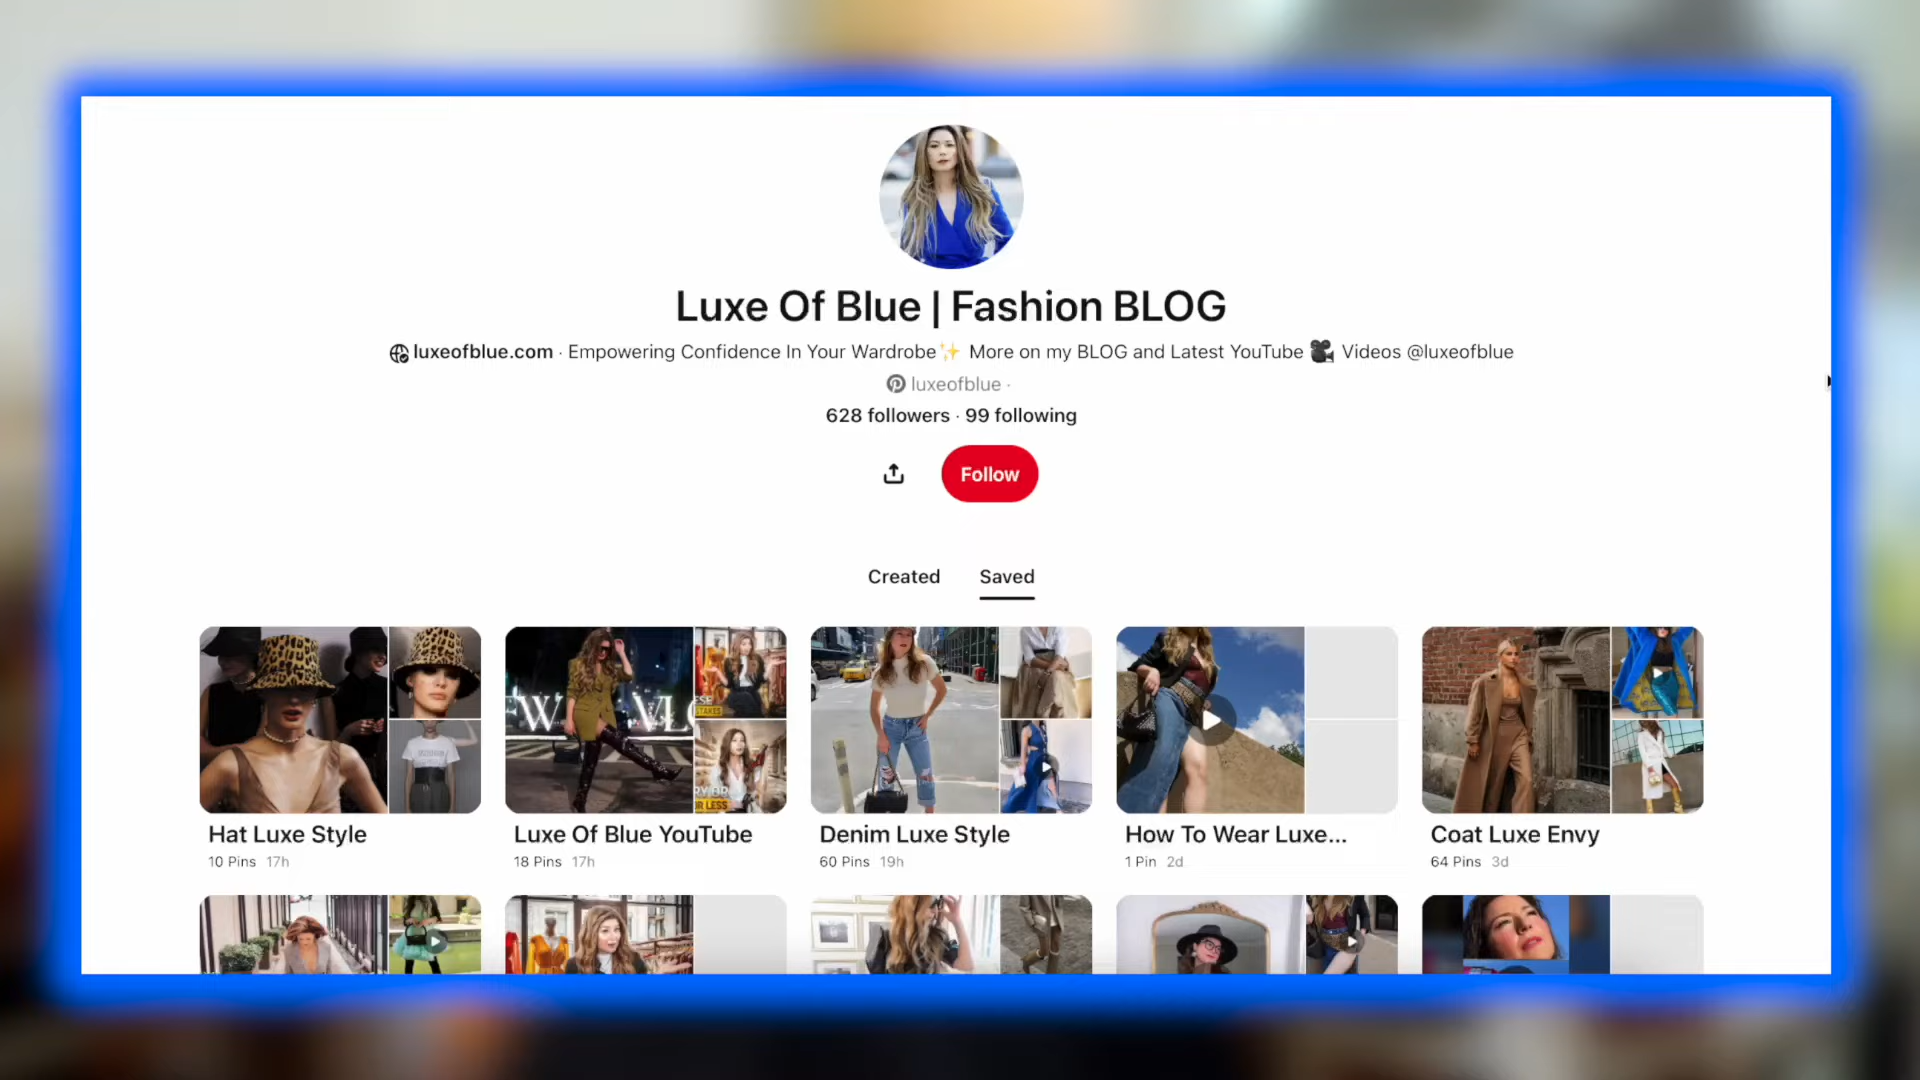 Luxe Of Blue | Fashion BLOG
luxeofblue.com · Empowering Confidence In Your Wardrobe✨ More on my BLOG and Latest YouTube 🎥 Videos @luxeofblue
luxeofblue ·
628 followers · 99 following
Follow
Created Saved
Hat Luxe Style
10 Pins 17h
Luxe Of Blue YouTube
18 Pins 17h
Denim Luxe Style
60 Pins 19h
How To Wear Luxe...
1 Pin 2d
Coat Luxe Envy
64 Pins 3d